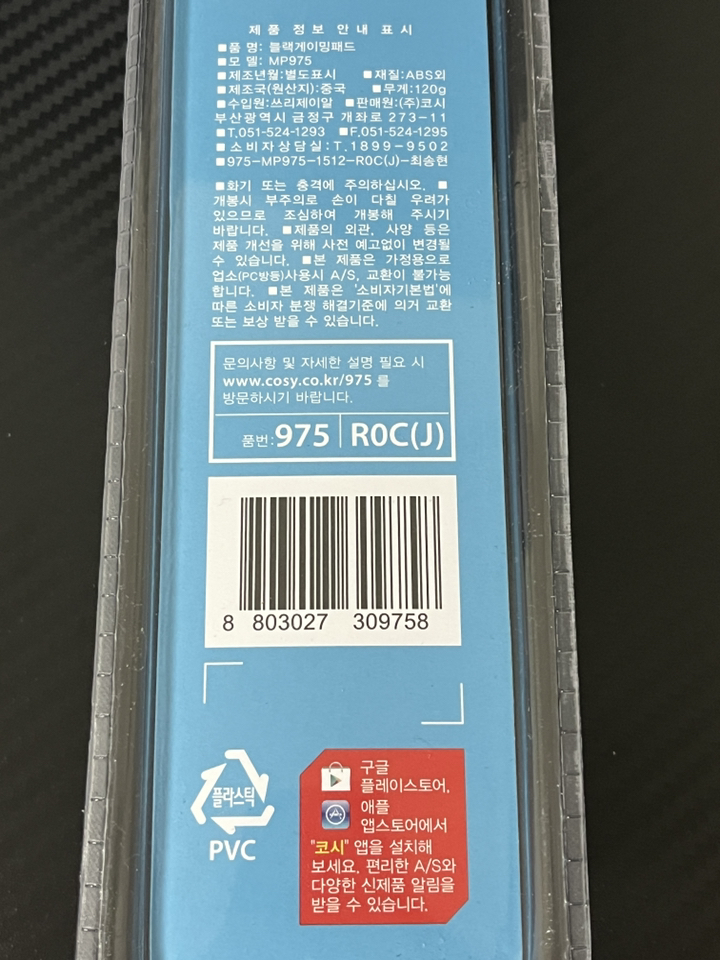 제 품 정 보 안 내 표 시
■품 명: 블랙게이밍패드
■모 델: MP975
■제조년월:별도표시 ■재질:ABS외
■제조국(원산지):중국 ■무게:120g
■수입원:쓰리제이알 ■판매원:(주)코시
부산광역시 금정구 개좌로 273-11
■T.051-524-1293 ■F.051-524-1295
■소비자상담실:T.1899-9502
■975-MP975-1512-R0C(J)-최송현
■화기 또는 충격에 주의하십시오. ■
개봉시 부주의로 손이 다칠 우려가
있으므로 조심하여 개봉해 주시기
바랍니다. ■제품의 외관, 사양 등은
제품 개선을 위해 사전 예고없이 변경될
수 있습니다. ■본 제품은 가정용으로
업소(PC방등)사용시 A/S, 교환이 불가능
합니다. ■본 제품은 '소비자기본법'에
따른 소비자 분쟁 해결기준에 의거 교환
또는 보상 받을 수 있습니다.
문의사항 및 자세한 설명 필요 시
www.cosy.co.kr/975 를
방문하시기 바랍니다.
품번:975 | R0C(J)
8 803027 309758
플라스틱
PVC
구글
플레이스토어,
애플
앱스토어에서
"코시" 앱을 설치해
보세요. 편리한 A/S와
다양한 신제품 알림을
받을 수 있습니다.